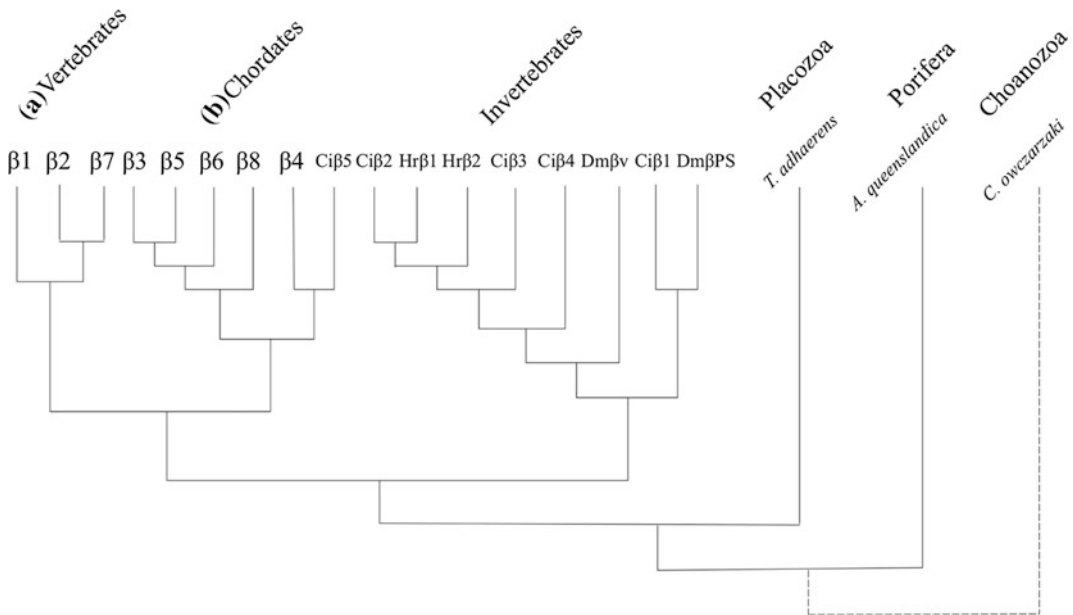 (a)Vertebrates
(b)Chordates
Invertebrates
Placozoa
Porifera
Choanozoa
β1 β2 β7 β3 β5 β6 β8 β4 Ciβ5 Ciβ2 Hrβ1 Hrβ2 Ciβ3 Ciβ4 Dmβv Ciβ1 DmβPS
T. adhaerens
A. queenslandica
C. owczarzaki